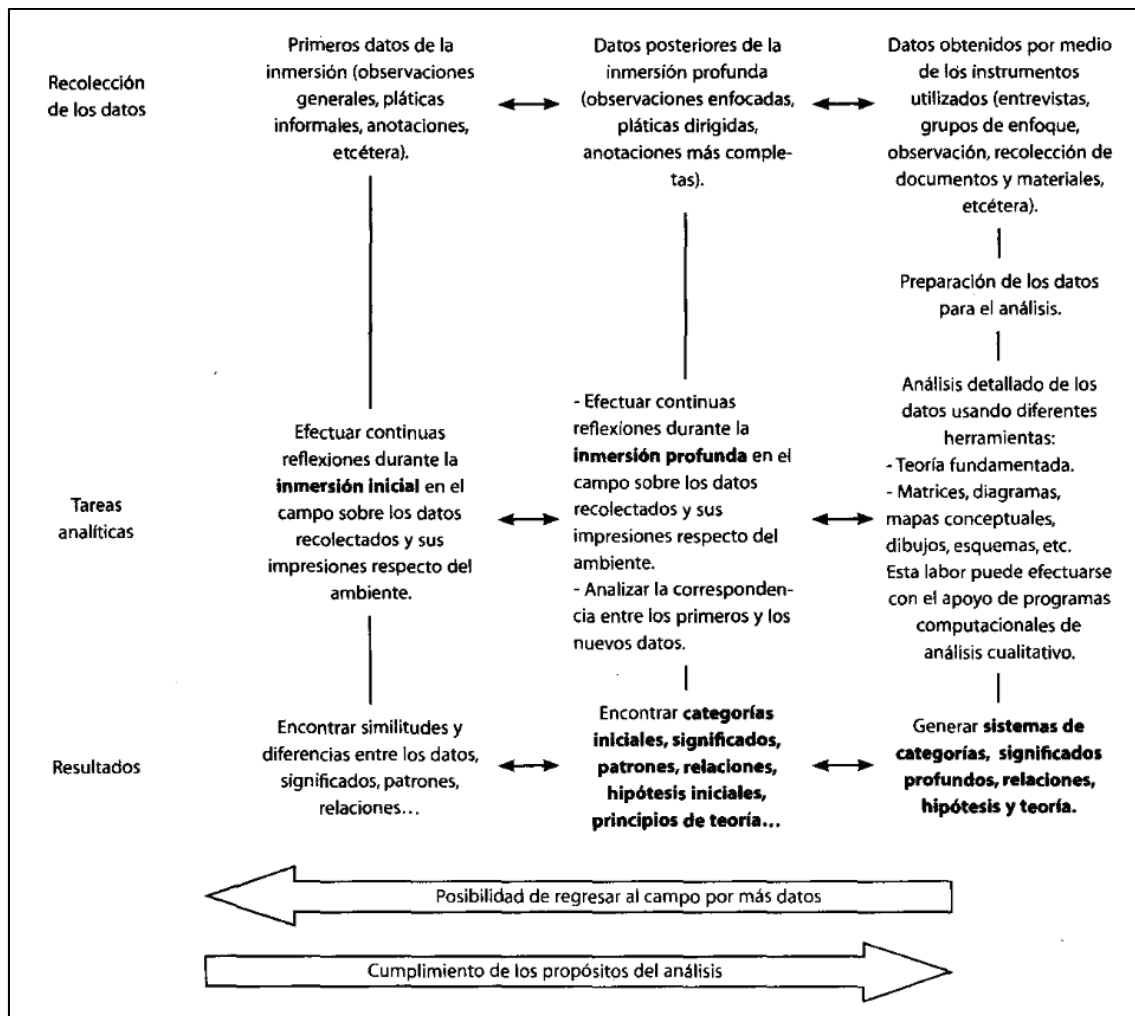 Recolección
de los datos
Primeros datos de la
inmersión (observaciones
generales, pláticas
informales, anotaciones,
etcétera).
Datos posteriores de la
inmersión profunda
(observaciones enfocadas,
pláticas dirigidas,
anotaciones más comple-
tas).
Datos obtenidos por medio
de los instrumentos
utilizados (entrevistas,
grupos de enfoque,
observación, recolección de
documentos y materiales,
etcétera).
Preparación de los datos
para el análisis.
Tareas
analíticas
Efectuar continuas
reflexiones durante la
inmersión inicial en el
campo sobre los datos
recolectados y sus
impresiones respecto del
ambiente.
- Efectuar continuas
reflexiones durante la
inmersión profunda en el
campo sobre los datos
recolectados y sus
impresiones respecto del
ambiente.
- Analizar la corresponden-
cia entre los primeros y los
nuevos datos.
Análisis detallado de los
datos usando diferentes
herramientas:
- Teoría fundamentada.
- Matrices, diagramas,
mapas conceptuales,
dibujos, esquemas, etc.
Esta labor puede efectuarse
con el apoyo de programas
computacionales de
análisis cualitativo.
Resultados
Encontrar similitudes y
diferencias entre los datos,
significados, patrones,
relaciones...
Encontrar categorías
iniciales, significados,
patrones, relaciones,
hipótesis iniciales,
principios de teoría...
Generar sistemas de
categorías, significados
profundos, relaciones,
hipótesis y teoría.
Posibilidad de regresar al campo por más datos
Cumplimiento de los propósitos del análisis